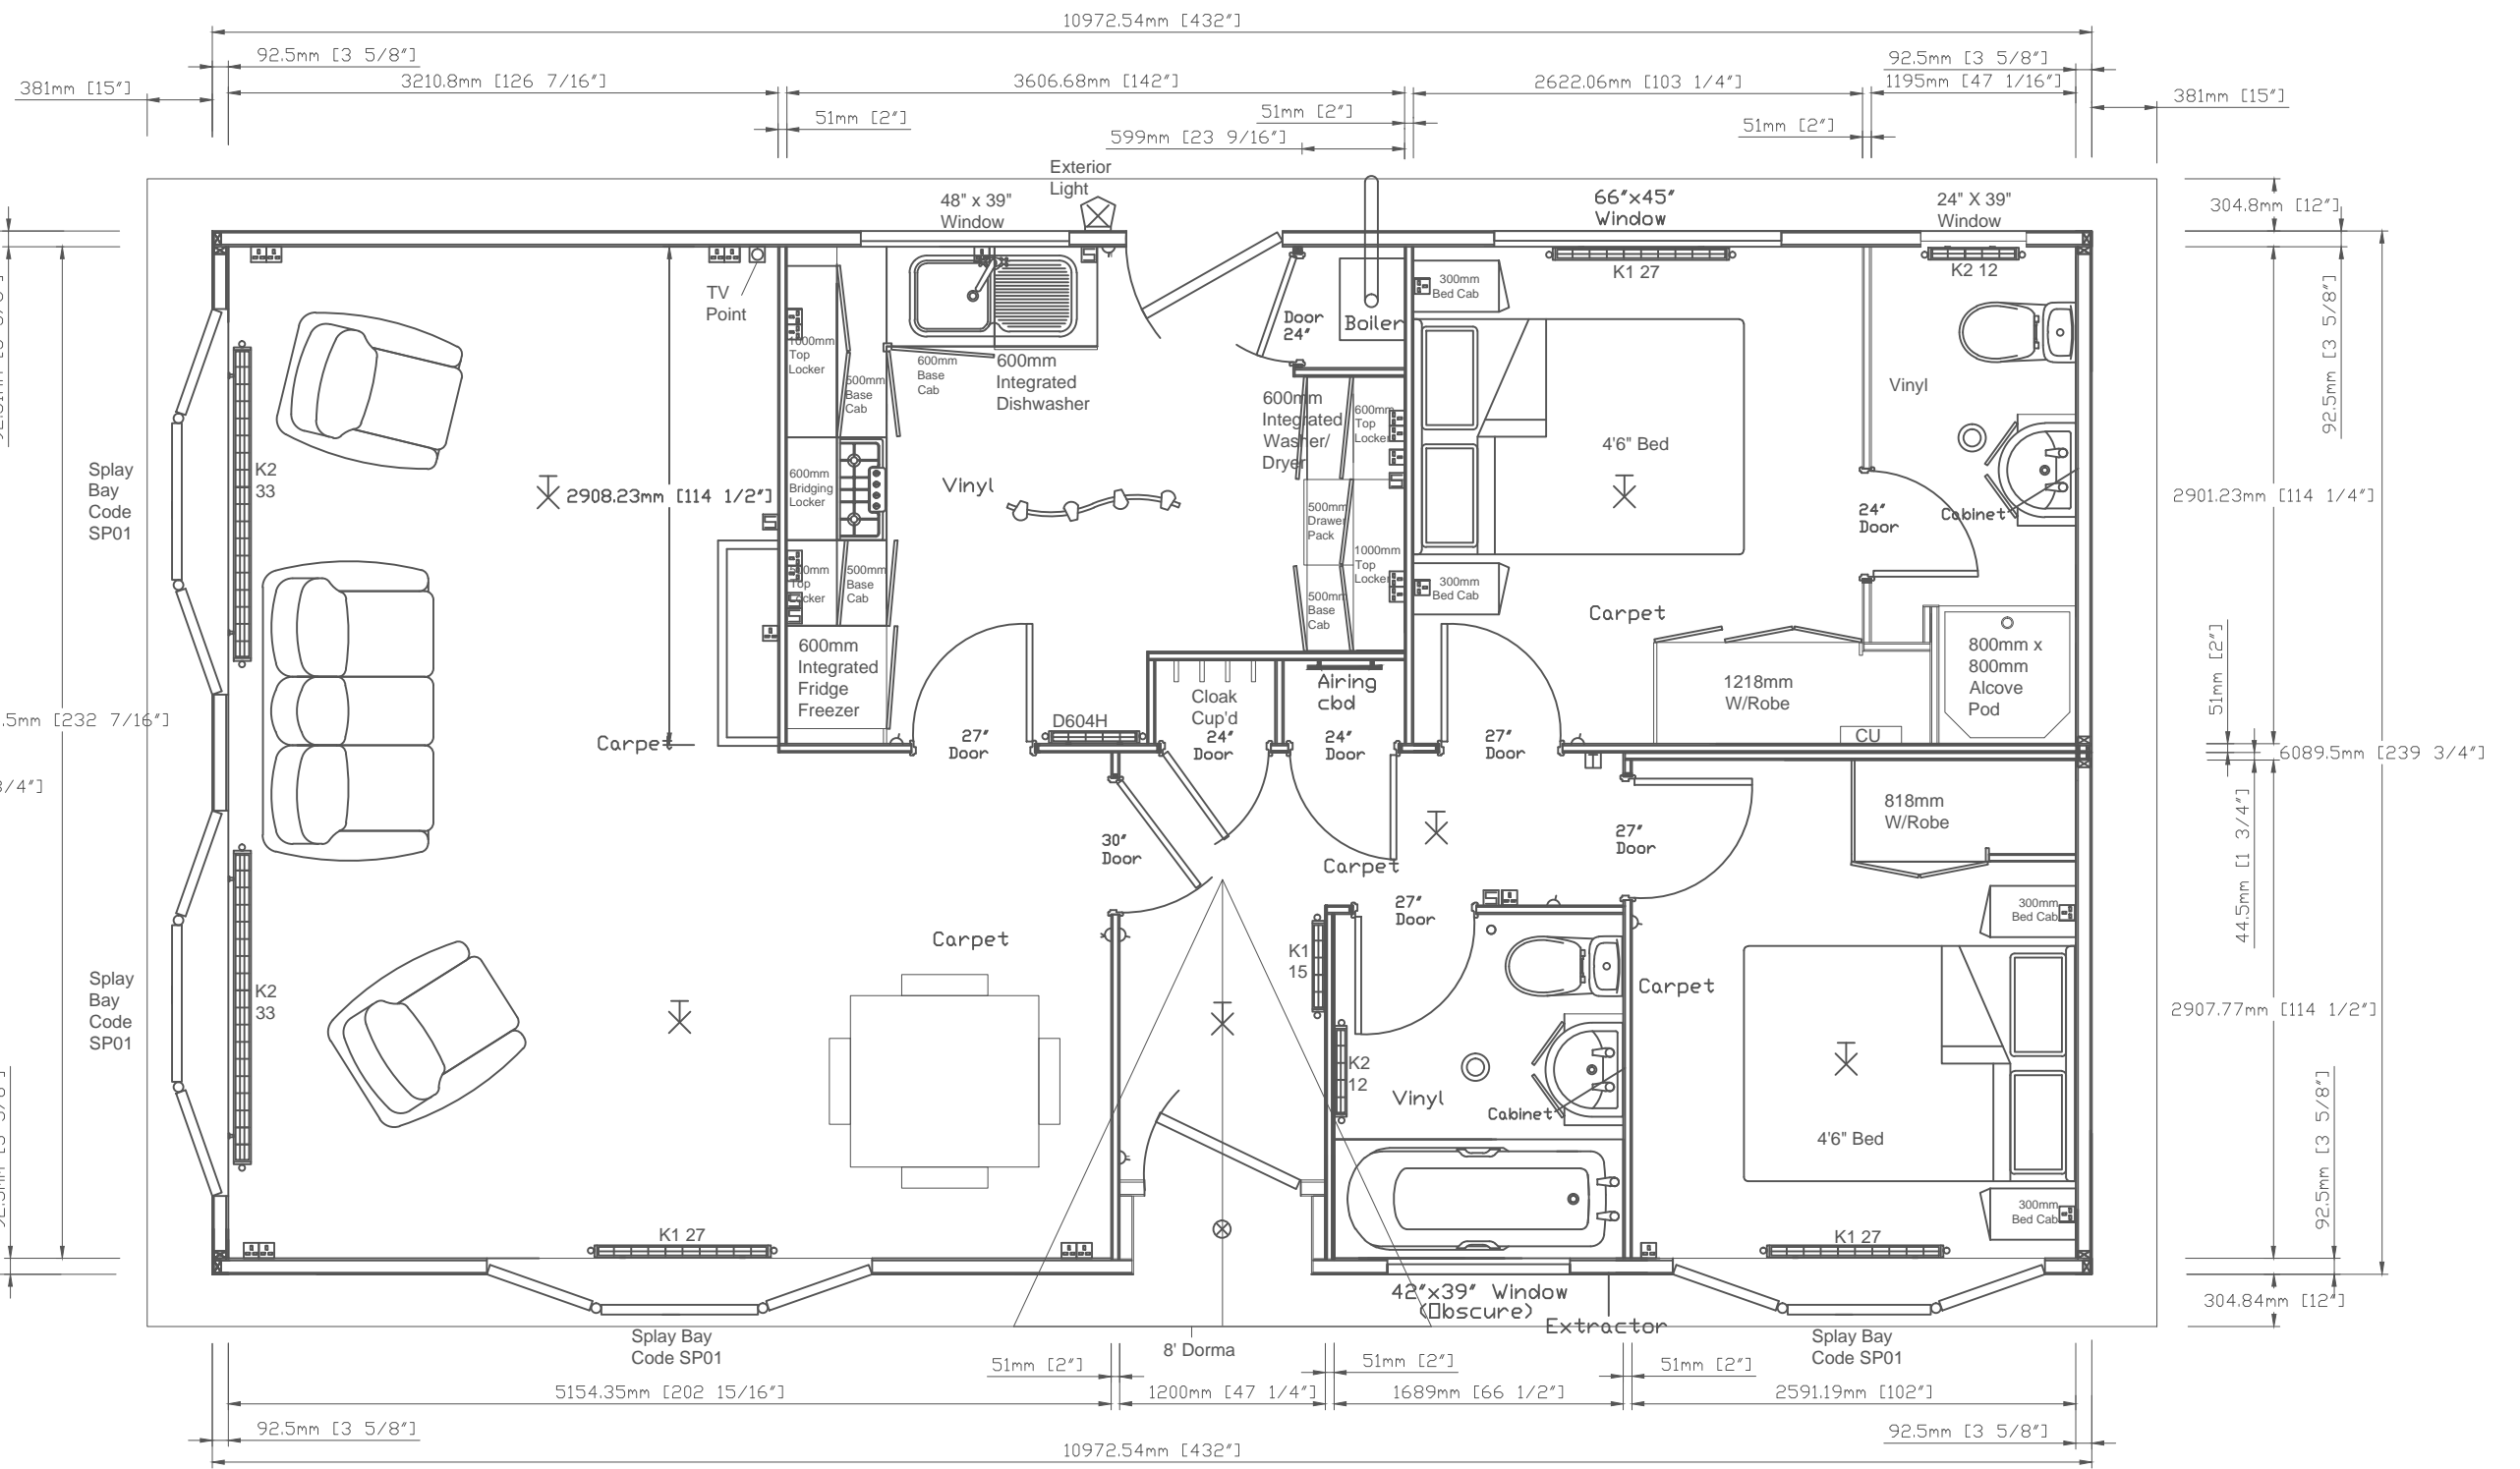 10972.54mm [432"]
92.5mm [3 5/8"]
92.5mm [3 5/8"]
381mm [15"]
3210.8mm [126 7/16"]
3606.68mm [142"]
2622.06mm [103 1/4"]
1195mm [47 1/16"]
381mm [15"]
51mm [2"]
51mm [2"]
51mm [2"]
599mm [23 9/16"]
Exterior
Light
48" x 39"
Window
66"x45"
Window
24" X 39"
Window
304.8mm [12"]
92.5mm [3 5/8"]
K1 27
K2 12
TV
Point
300mm
Bed Cab
Door
24"
Boiler
1000mm
Top
Locker
500mm
Base
Cab
600mm
Base
Cab
600mm
Integrated
Dishwasher
600mm
Integrated
Washer/
Dryer
600mm
Top
Locker
Vinyl
4'6" Bed
Splay
Bay
Code
SP01
K2
33
2908.23mm [114 1/2"]
600mm
Bridging
Locker
Vinyl
500mm
Drawer
Pack
24"
Door
Cabinet
2901.23mm [114 1/4"]
500mm
Base
Cab
1000mm
Top
Locker
500mm
Base
Cab
300mm
Bed Cab
Carpet
600mm
Integrated
Fridge
Freezer
Cloak
Cup'd
Airing
cbd
1218mm
W/Robe
800mm x
800mm
Alcove
Pod
51mm [2"]
D604H
CU
.5mm [232 7/16"]
Carpet
27"
Door
24"
Door
24"
Door
27"
Door
6089.5mm [239 3/4"]
3/4"]
30"
Door
Carpet
27"
Door
818mm
W/Robe
44.5mm [1 3/4"]
Splay
Bay
Code
SP01
K2
33
Carpet
K1
15
27"
Door
Carpet
300mm
Bed Cab
2907.77mm [114 1/2"]
K2
12
Vinyl
Cabinet
4'6" Bed
92.5mm [3 5/8"]
300mm
Bed Cab
K1 27
K1 27
42"x39" Window
(Obscure)
Extractor
304.84mm [12"]
Splay Bay
Code SP01
8' Dorma
Splay Bay
Code SP01
51mm [2"]
51mm [2"]
51mm [2"]
5154.35mm [202 15/16"]
1200mm [47 1/4"]
1689mm [66 1/2"]
2591.19mm [102"]
92.5mm [3 5/8"]
92.5mm [3 5/8"]
10972.54mm [432"]